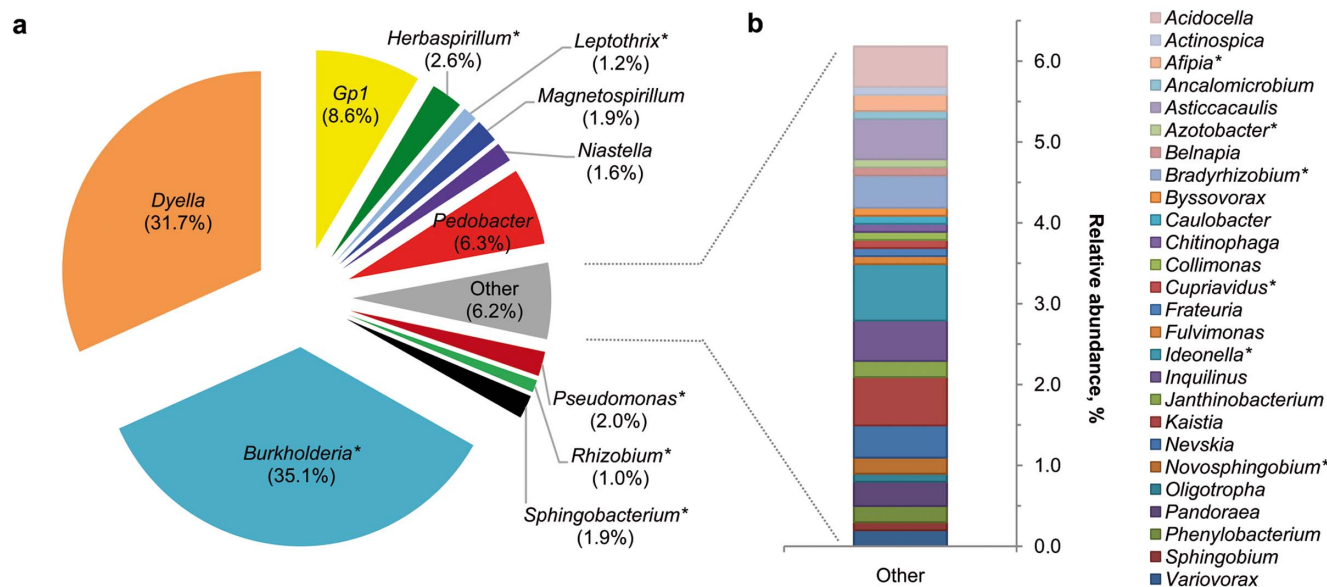 a
Dyella
(31.7%)
Gp1
(8.6%)
Herbaspirillum*
(2.6%)
Leptothrix*
(1.2%)
Magnetospirillum
(1.9%)
Niastella
(1.6%)
Pedobacter
(6.3%)
Other
(6.2%)
Pseudomonas*
(2.0%)
Rhizobium*
(1.0%)
Sphingobacterium*
(1.9%)
Burkholderia*
(35.1%)
b
6.0
5.0
4.0
3.0
2.0
1.0
0.0
Relative abundance, %
Other
Acidocella
Actinospica
Afipia*
Ancalomicrobium
Asticcacaulis
Azotobacter*
Belnapia
Bradyrhizobium*
Byssovorax
Caulobacter
Chitinophaga
Collimonas
Cupriavidus*
Frateuria
Fulvimonas
Ideonella*
Inquilinus
Janthinobacterium
Kaistia
Nevskia
Novosphingobium*
Oligotropha
Pandoraea
Phenylobacterium
Sphingobium
Variovorax